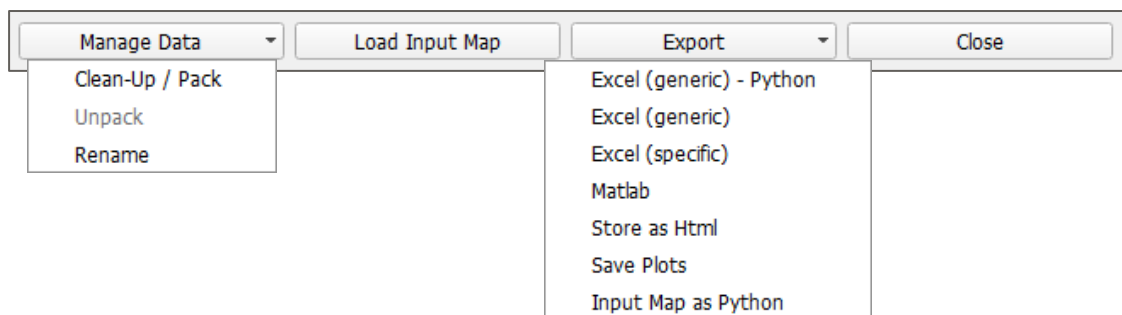 Manage Data
Load Input Map
Export
Close
Clean-Up / Pack
Unpack
Rename
Excel (generic) - Python
Excel (generic)
Excel (specific)
Matlab
Store as Html
Save Plots
Input Map as Python